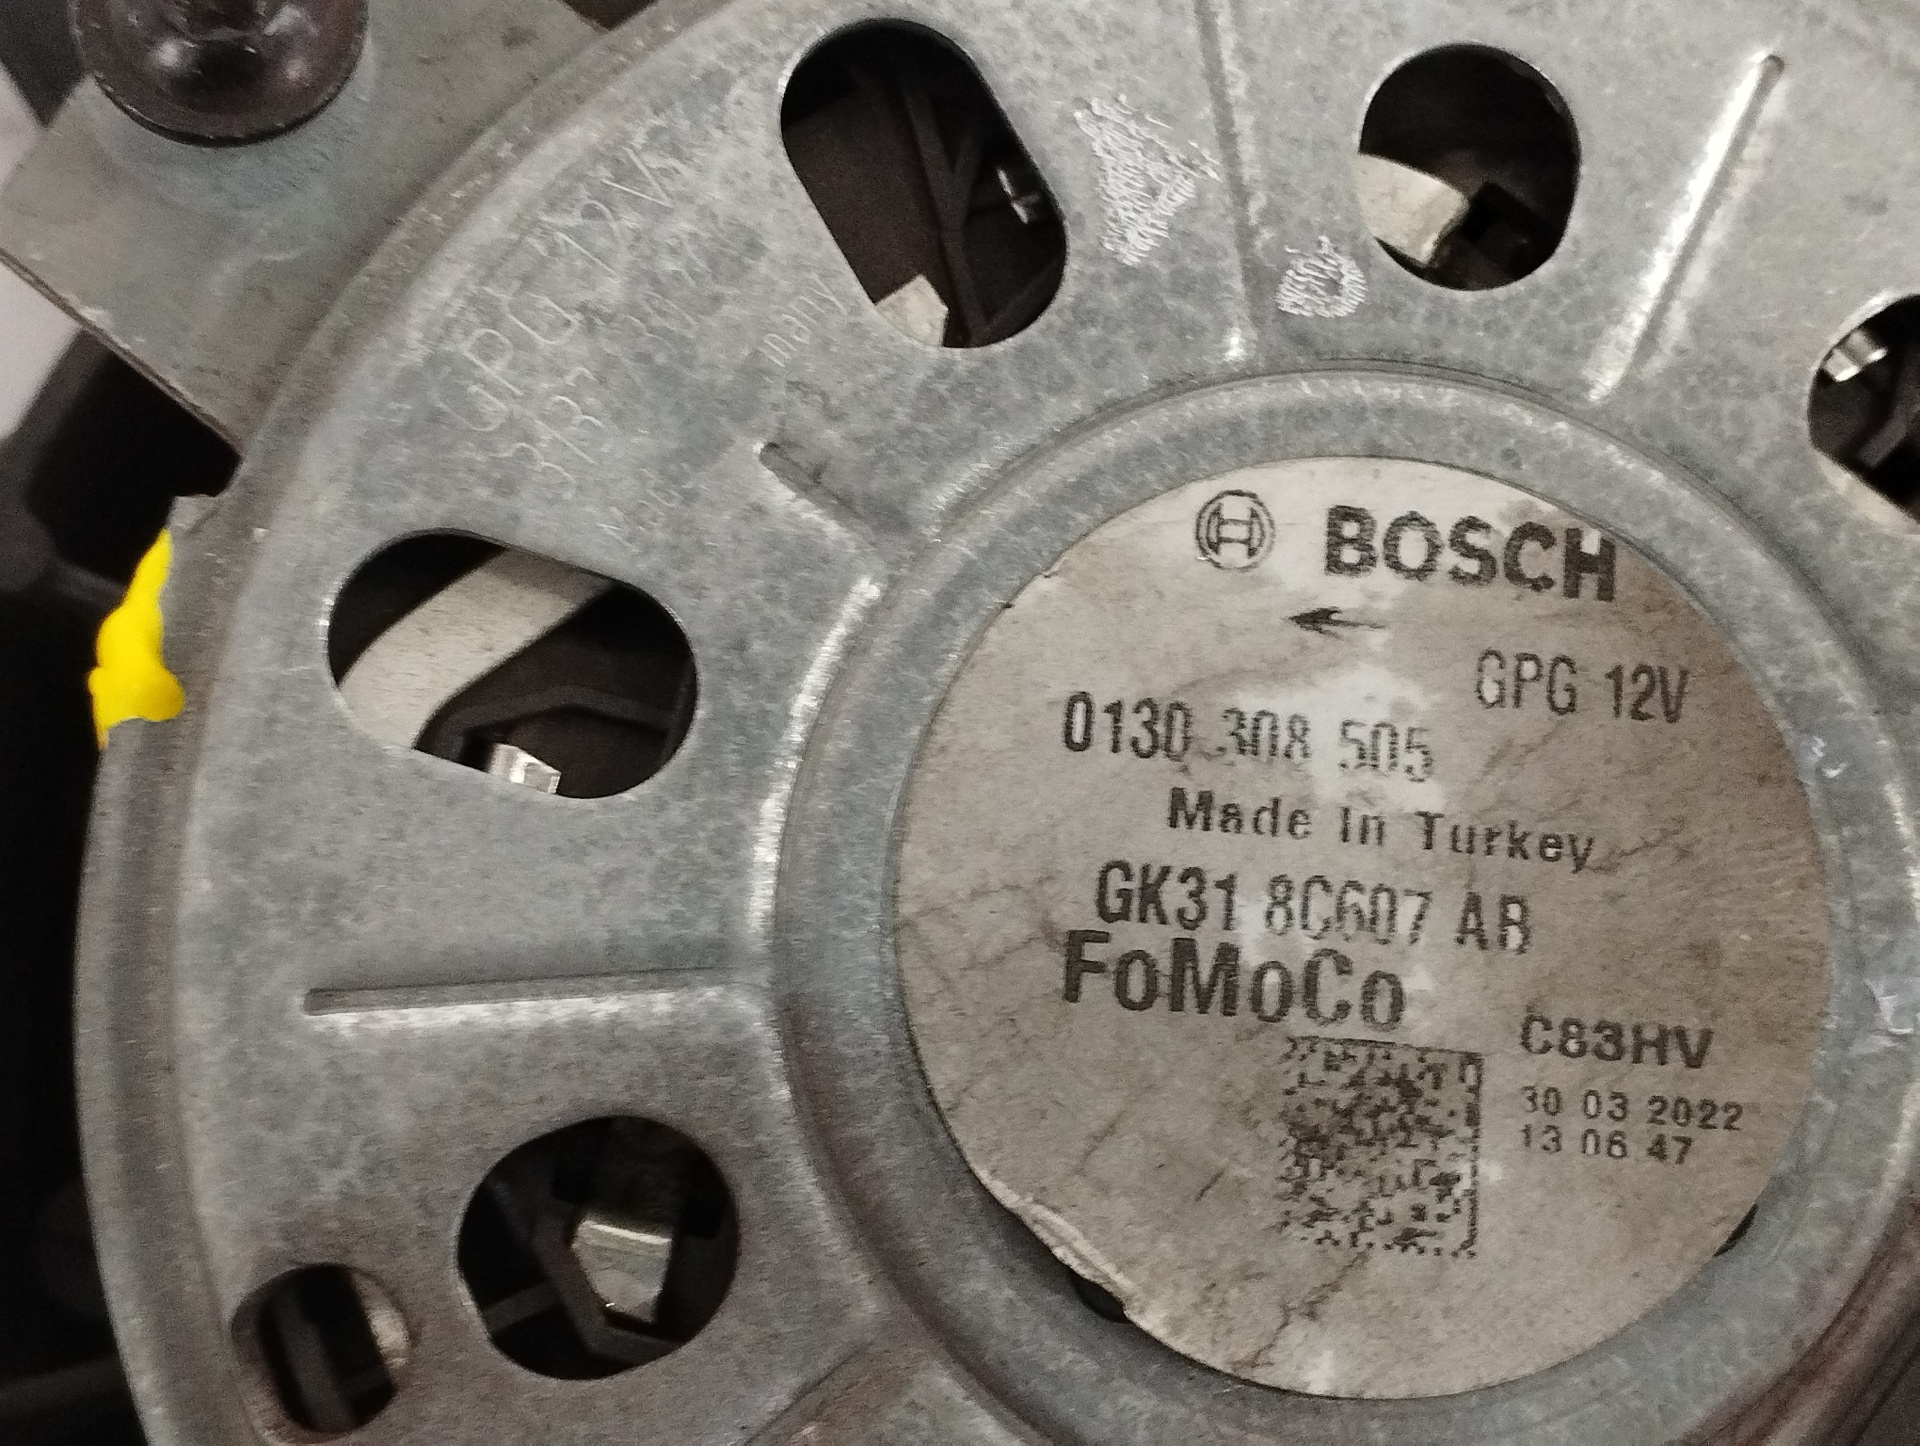 BOSCH
GPG 12V
0130 308 505
Made In Turkey
GK31 8C607 AB
FoMoCo
C83HV
30 03 2022
13 06 47
GPG 12V
many